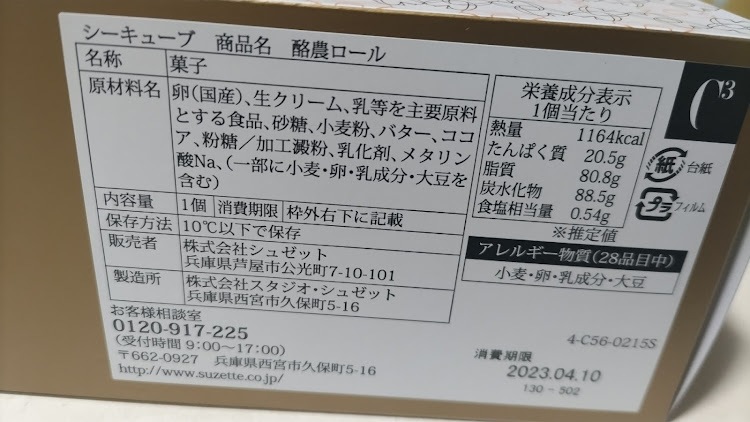 シーキューブ 商品名 酪農ロール
名称 菓子
原材料名 卵(国産)、生クリーム、乳等を主要原料
とする食品、砂糖、小麦粉、バター、ココ
ア、粉糖／加工澱粉、乳化剤、メタリン
酸Na、(一部に小麦・卵・乳成分・大豆を
含む)
内容量 1個 消費期限 枠外右下に記載
保存方法 10℃以下で保存
販売者 株式会社シュゼット
兵庫県芦屋市公光町7-10-101
製造所 株式会社スタジオ・シュゼット
兵庫県西宮市久保町5-16
お客様相談室
0120-917-225
(受付時間 9:00～17:00)
〒662-0927 兵庫県西宮市久保町5-16
http://www.suzette.co.jp/
栄養成分表示
1個当たり
熱量 1164kcal
たんぱく質 20.5g
脂質 80.8g
炭水化物 88.5g
食塩相当量 0.54g
※推定値
C3
紙 台紙
プラ フィルム
アレルギー物質(28品目中)
小麦・卵・乳成分・大豆
4-C56-0215S
消費期限
2023.04.10
130-502